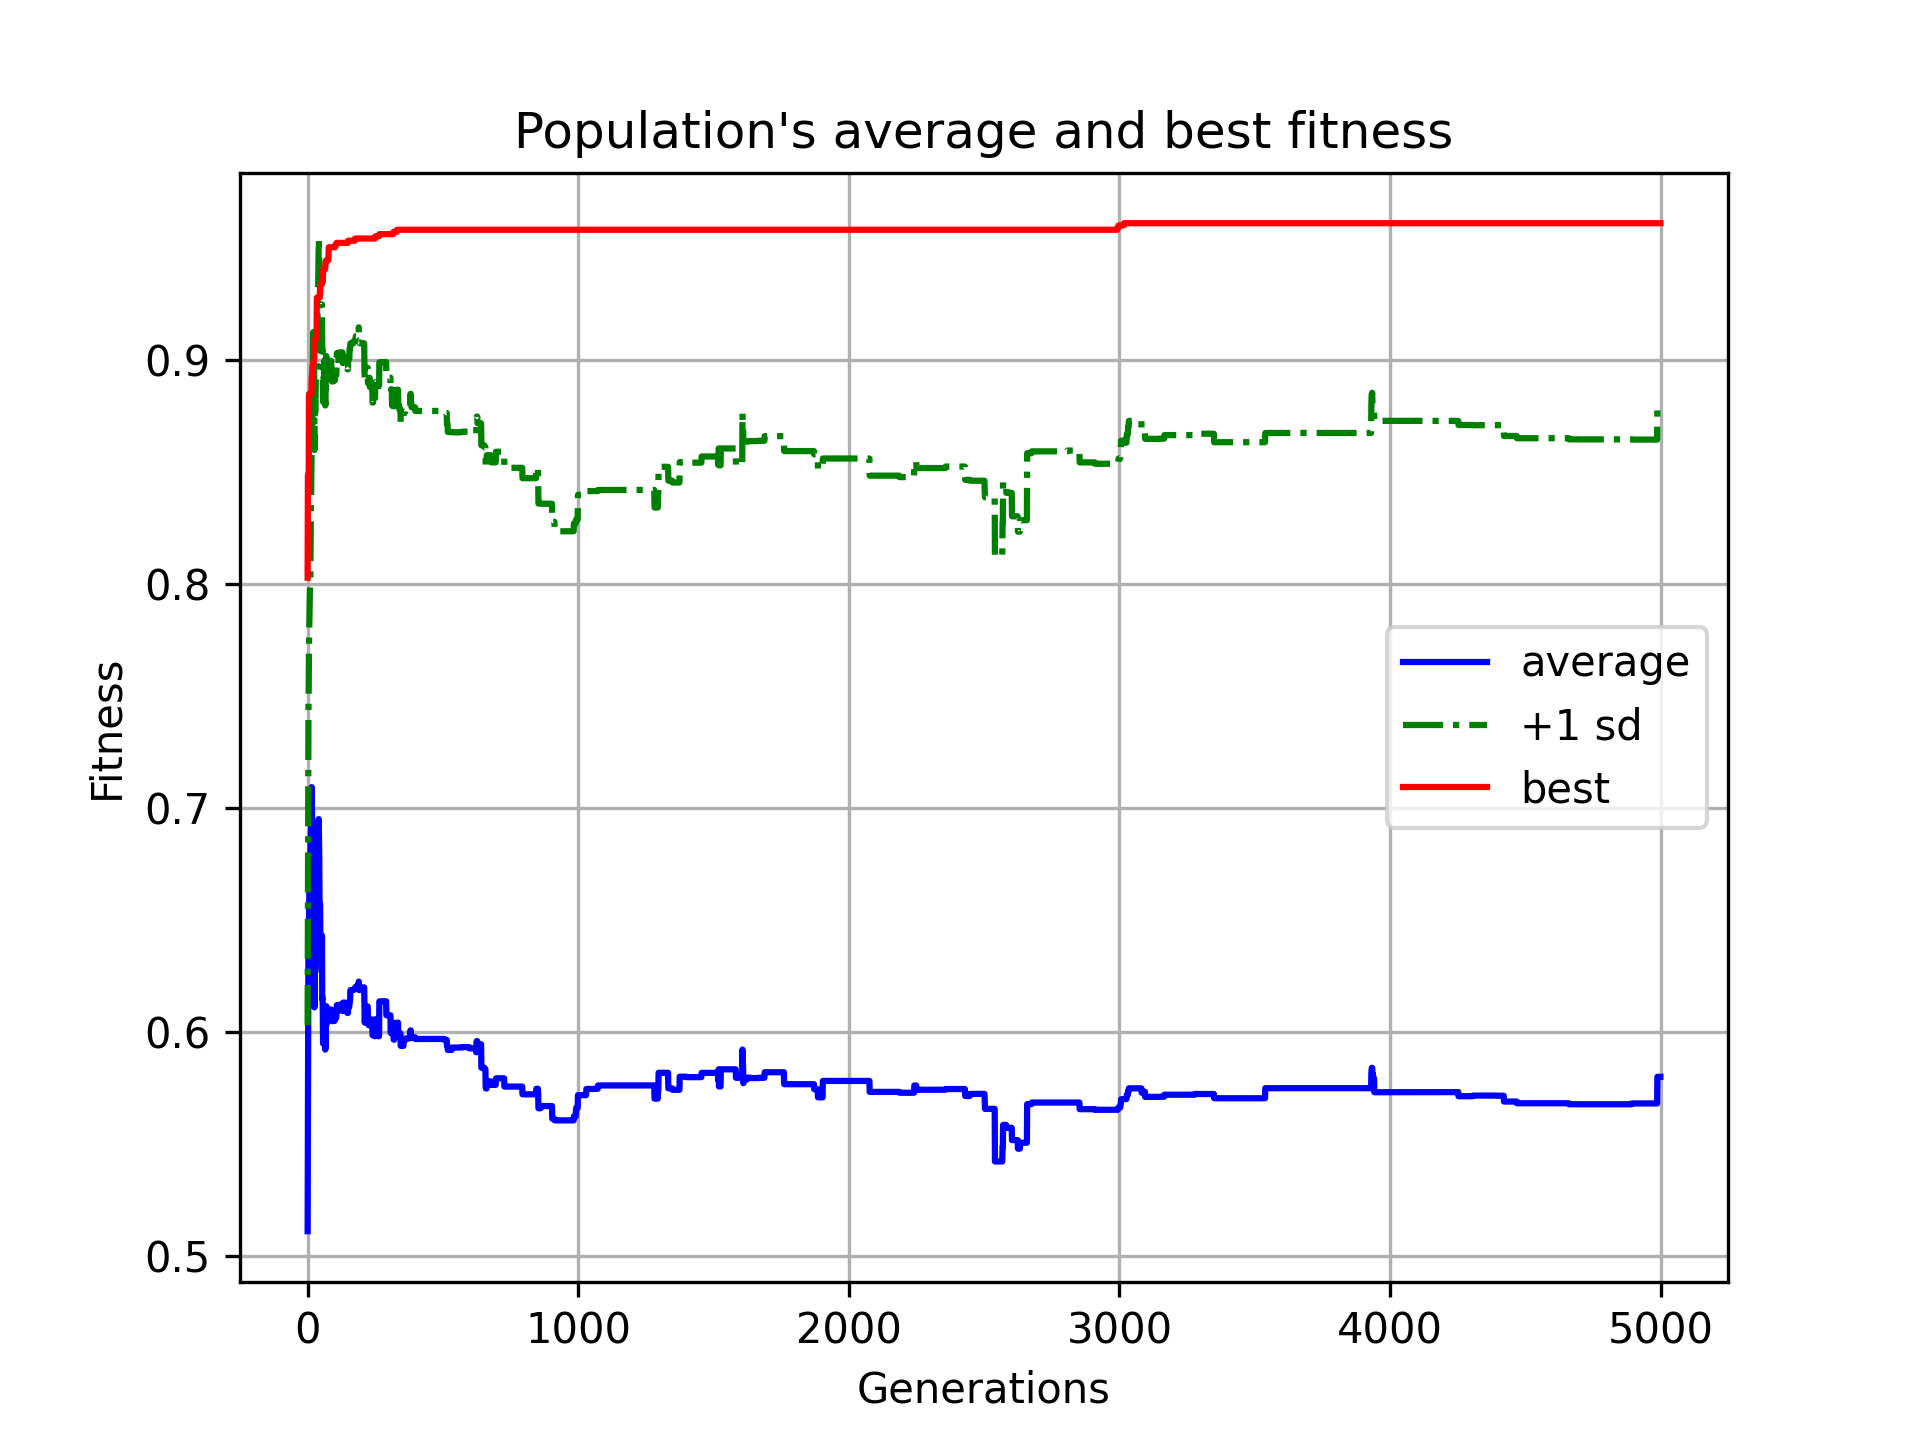 Population's average and best fitness
Fitness
0.9
0.8
0.7
0.6
0.5
average
+1 sd
best
0 1000 2000 3000 4000 5000
Generations